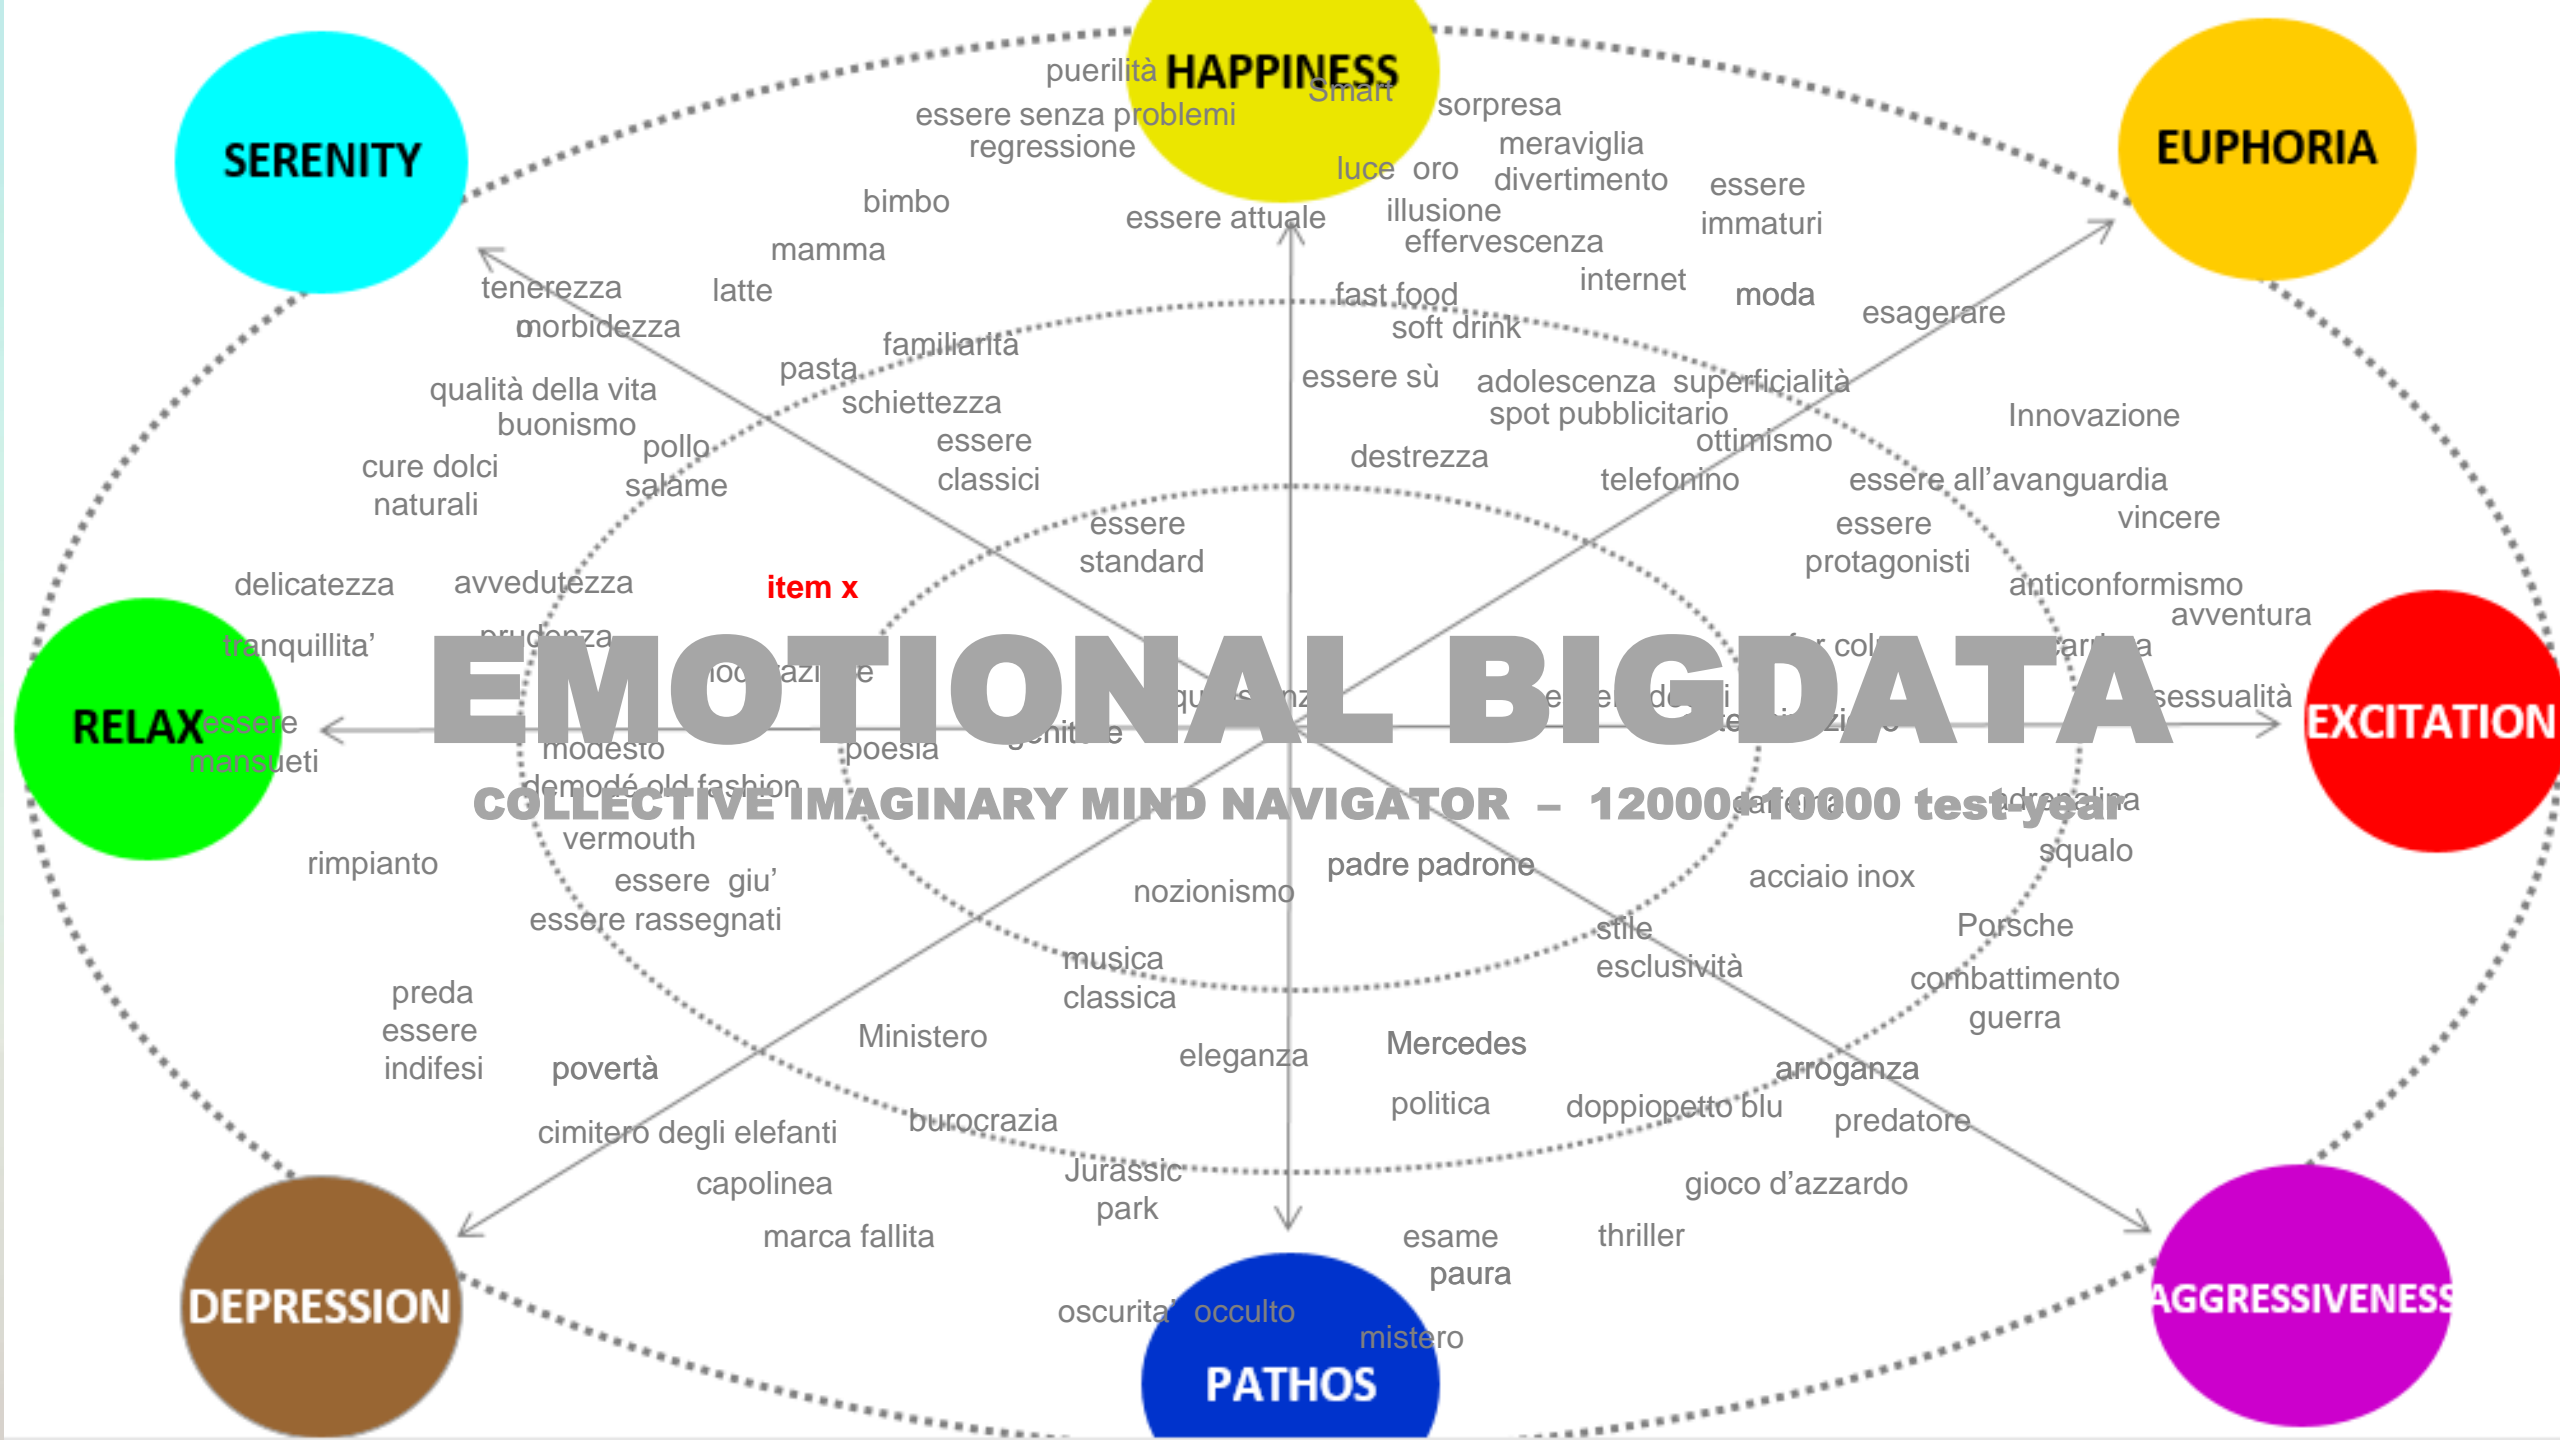 HAPPINESS
puerilità
Smart
sorpresa
essere senza problemi
regressione
meraviglia
EUPHORIA
SERENITY
luce oro
divertimento
essere
immaturi
bimbo
essere attuale
illusione
effervescenza
mamma
internet
tenerezza
latte
fast food
moda
esagerare
o
morbidezza
soft drink
familiarità
pasta
essere sù
adolescenza superficialità
qualità della vita
schiettezza
spot pubblicitario
Innovazione
buonismo
pollo
salame
essere
classici
ottimismo
destrezza
cure dolci
naturali
telefonino
essere all'avanguardia
vincere
essere
standard
essere
protagonisti
delicatezza
avvedutezza
item x
anticonformismo
avventura
tranquillita'
prudenza
EMOTIONAL BIGDATA
sessualità
RELAX
essere
mansueti
EXCITATION
modesto
poesia
genitore
demodé old fashion
COLLECTIVE IMAGINARY MIND NAVIGATOR – 12000+10000 test-year
caffeina
adrenalina
vermouth
squalo
rimpianto
padre padrone
essere giu'
acciaio inox
nozionismo
essere rassegnati
stile
esclusività
Porsche
musica
classica
combattimento
guerra
preda
essere
indifesi
Ministero
eleganza
Mercedes
povertà
arroganza
politica
doppiopetto blu
predatore
cimitero degli elefanti
burocrazia
Jurassic
park
capolinea
gioco d'azzardo
marca fallita
esame
paura
thriller
DEPRESSION
oscurita' occulto
mistero
AGGRESSIVENESS
PATHOS